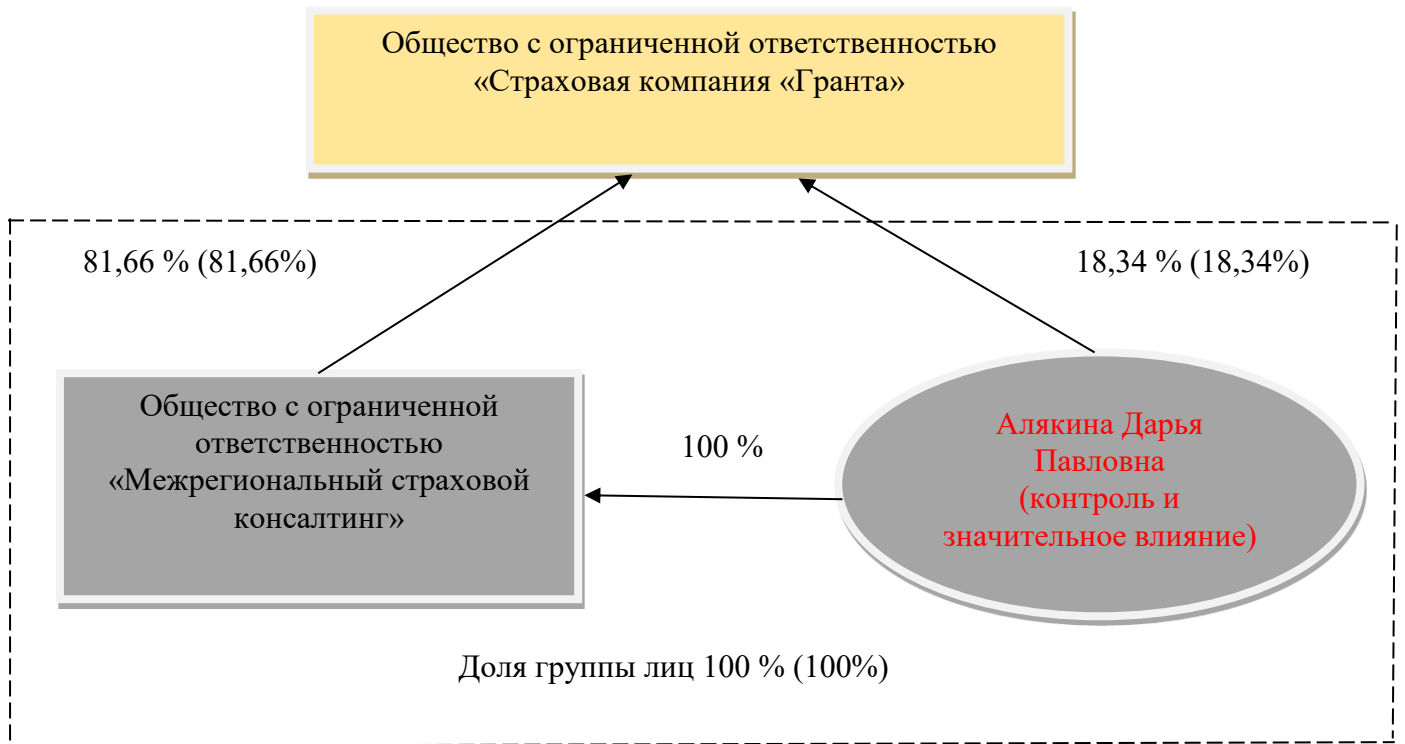 Общество с ограниченной ответственностью
«Страховая компания «Гранта»
81,66 % (81,66%)
18,34 % (18,34%)
Общество с ограниченной
ответственностью
«Межрегиональный страховой
консалтинг»
100 %
Алякина Дарья
Павловна
(контроль и
значительное влияние)
Доля группы лиц 100 % (100%)